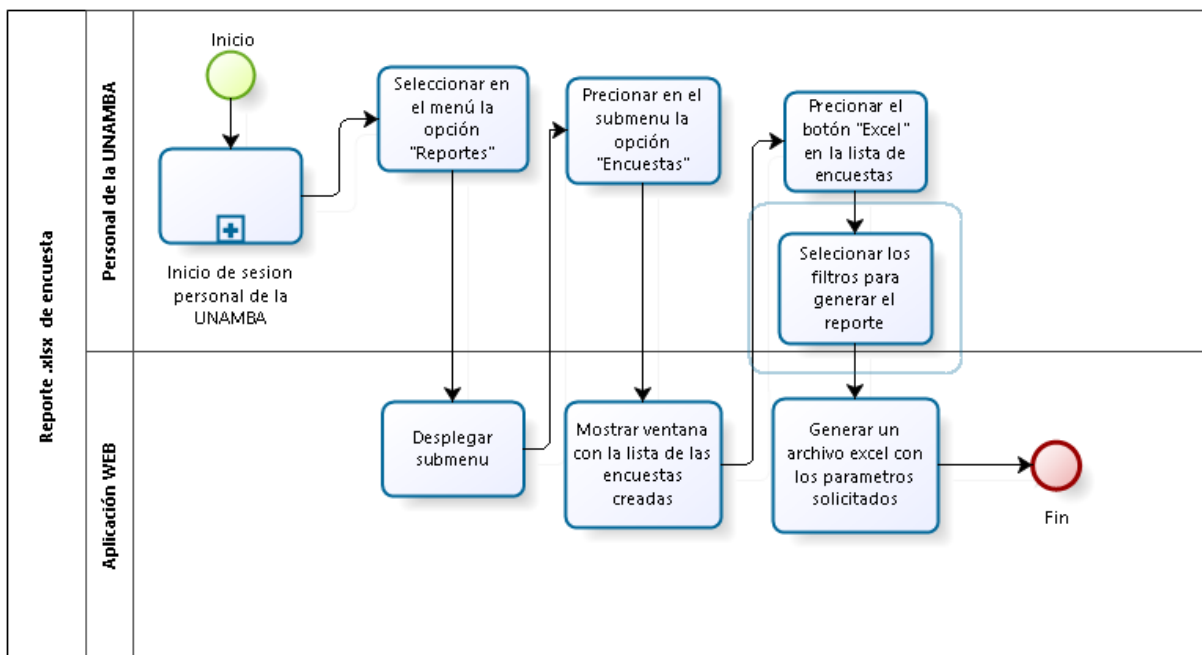 Reporte .xlsx de encuesta
Personal de la UNAMBA
Inicio
Inicio de sesion
personal de la
UNAMBA
Seleccionar en
el menú la
opción
"Reportes"
Precionar en el
submenu la
opción
"Encuestas"
Precionar el
botón "Excel"
en la lista de
encuestas
Selecionar los
filtros para
generar el
reporte
Aplicación WEB
Desplegar
submenu
Mostrar ventana
con la lista de las
encuestas
creadas
Generar un
archivo excel con
los parametros
solicitados
Fin